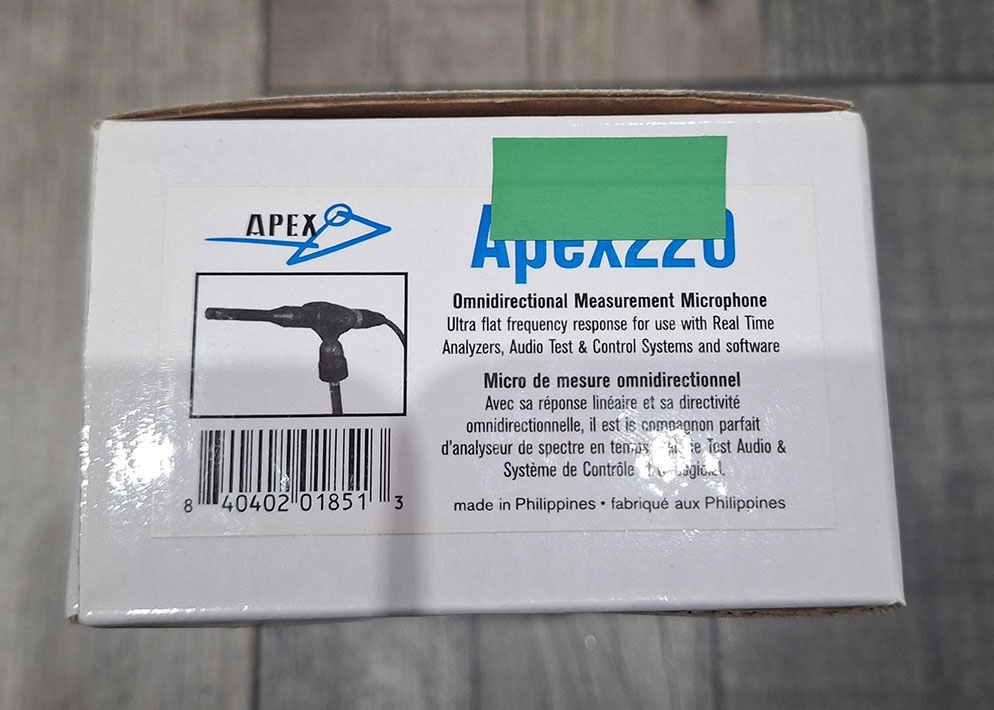 APEX
Apex220
Omnidirectional Measurement Microphone
Ultra flat frequency response for use with Real Time
Analyzers, Audio Test & Control Systems and software
Micro de mesure omnidirectionnel
Avec sa réponse linéaire et sa directivité
omnidirectionnelle, il est le compagnon parfait
d'analyseur de spectre en temps Test Audio &
Système de Contrôle logiciel.
made in Philippines • fabriqué aux Philippines
8 40402 01851 3